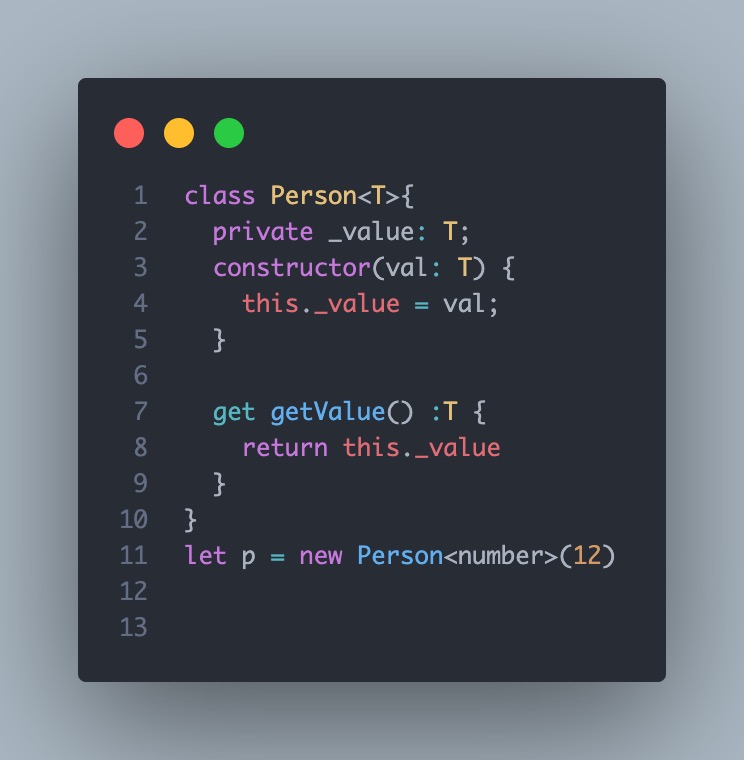 1 class Person<T>{
2   private _value: T;
3   constructor(val: T) {
4     this._value = val;
5   }
6
7   get getValue() :T {
8     return this._value
9   }
10 }
11 let p = new Person<number>(12)
12
13